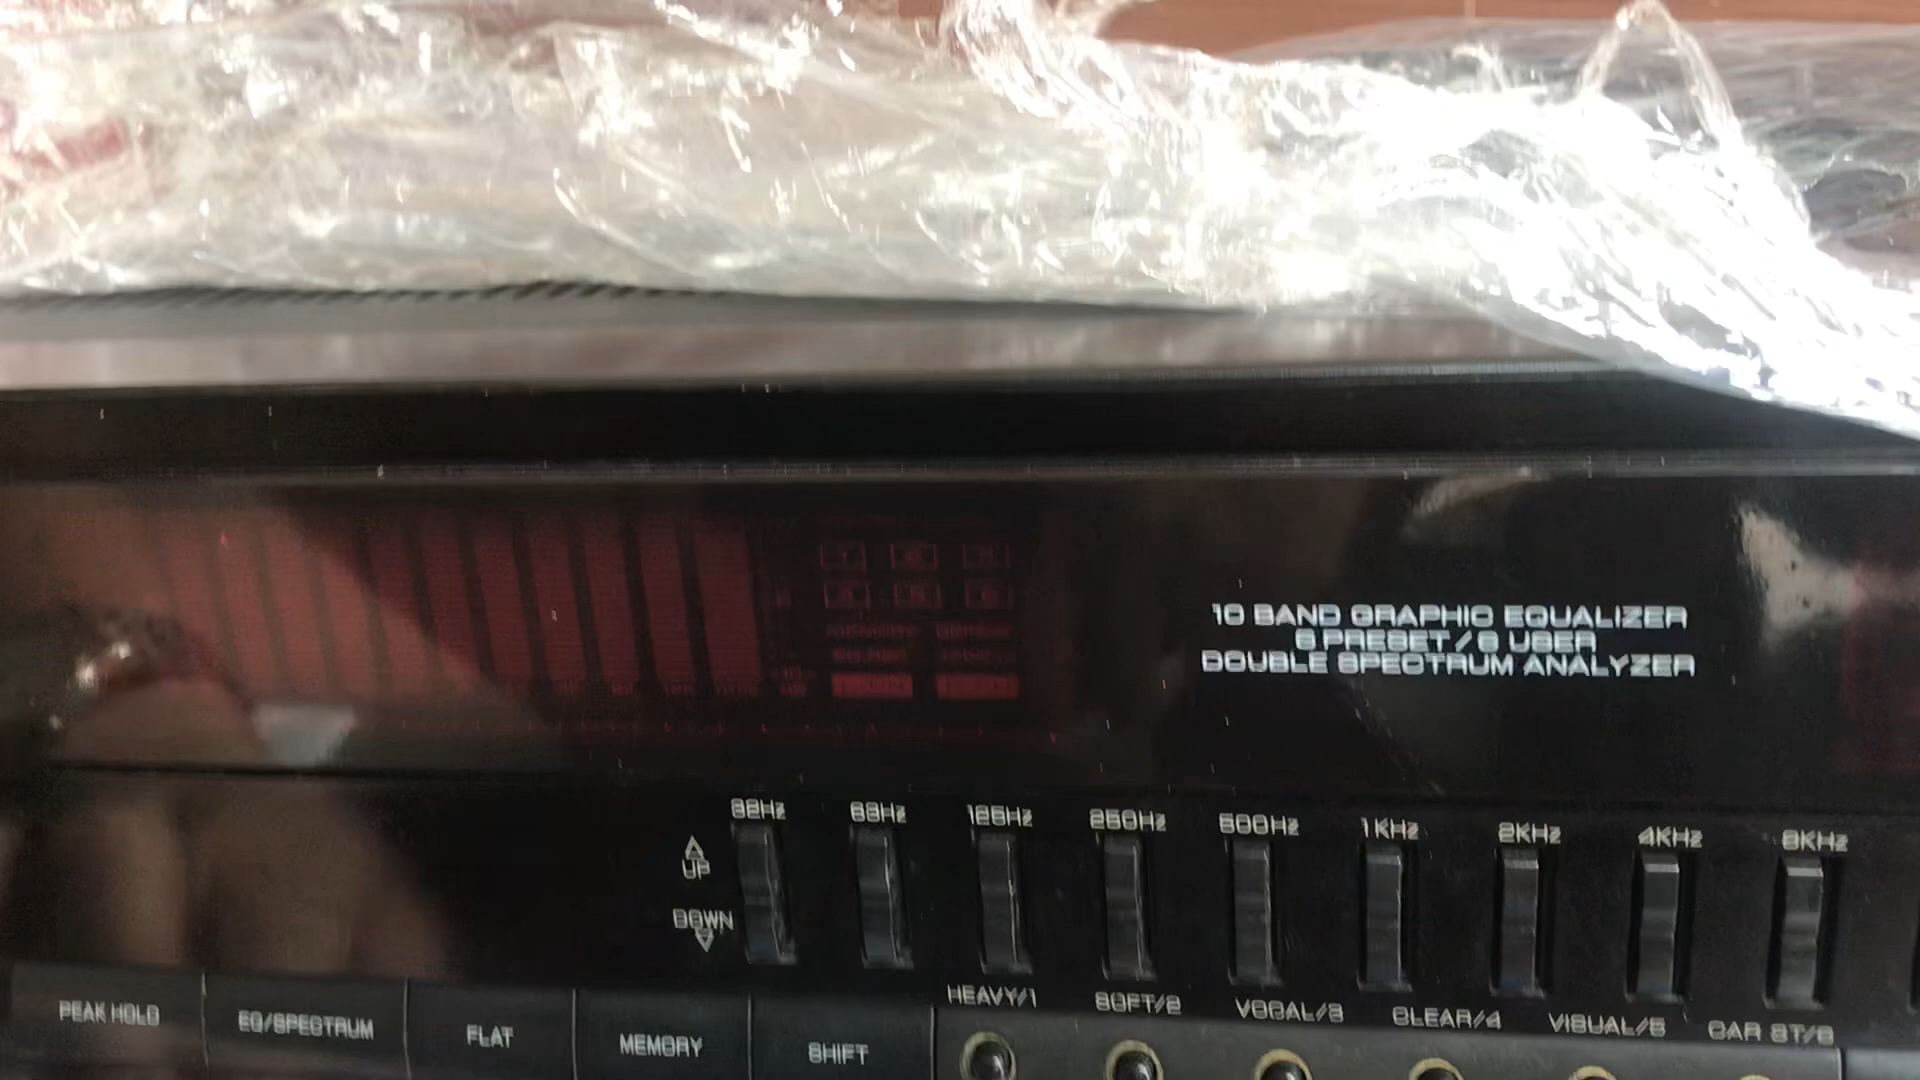 10 BAND GRAPHIC EQUALIZER
6 PRESET/6 USER
DOUBLE SPECTRUM ANALYZER
32Hz 63Hz 125Hz 250Hz 500Hz 1KHz 2KHz 4KHz 8KHz
UP
DOWN
HEAVY/1 SOFT/2 VOCAL/3 CLEAR/4 VISUAL/5 CAR ST/6
PEAK HOLD EQ/SPECTRUM FLAT MEMORY SHIFT